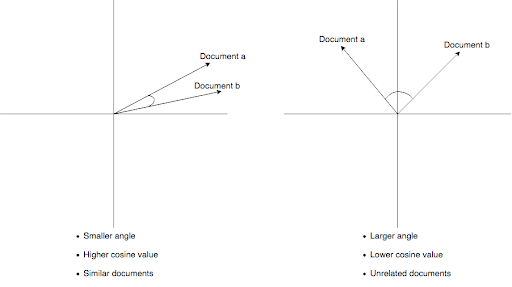 Document a
Document b
• Smaller angle
• Higher cosine value
• Similar documents
Document a
Document b
• Larger angle
• Lower cosine value
• Unrelated documents